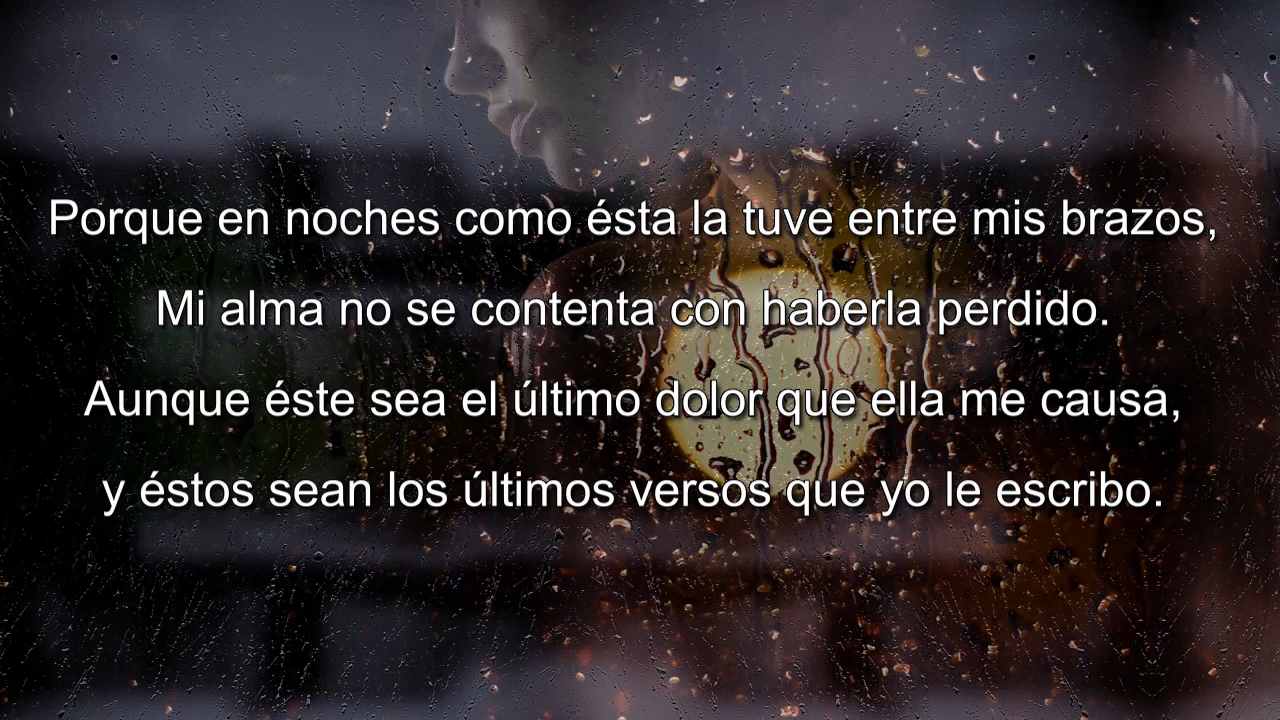 Porque en noches como ésta la tuve entre mis brazos,
Mi alma no se contenta con haberla perdido.
Aunque éste sea el último dolor que ella me causa,
y éstos sean los últimos versos que yo le escribo.